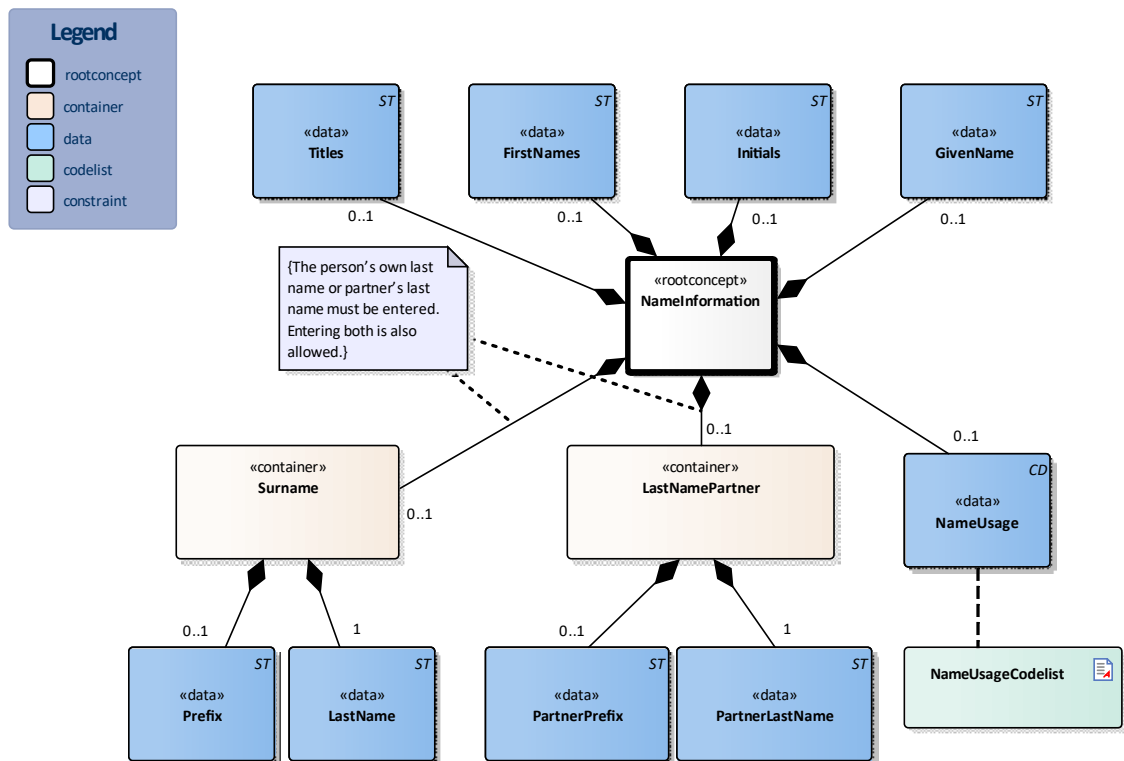 Legend
rootconcept
container
data
codelist
constraint
ST
«data»
Titles
ST
«data»
FirstNames
ST
«data»
Initials
ST
«data»
GivenName
0..1
0..1
0..1
0..1
{The person's own last
name or partner's last
name must be entered.
Entering both is also
allowed.}
«rootconcept»
NameInformation
0..1
0..1
0..1
«container»
Surname
«container»
LastNamePartner
CD
«data»
NameUsage
0..1
1
0..1
1
ST
«data»
Prefix
ST
«data»
LastName
ST
«data»
PartnerPrefix
ST
«data»
PartnerLastName
NameUsageCodelist